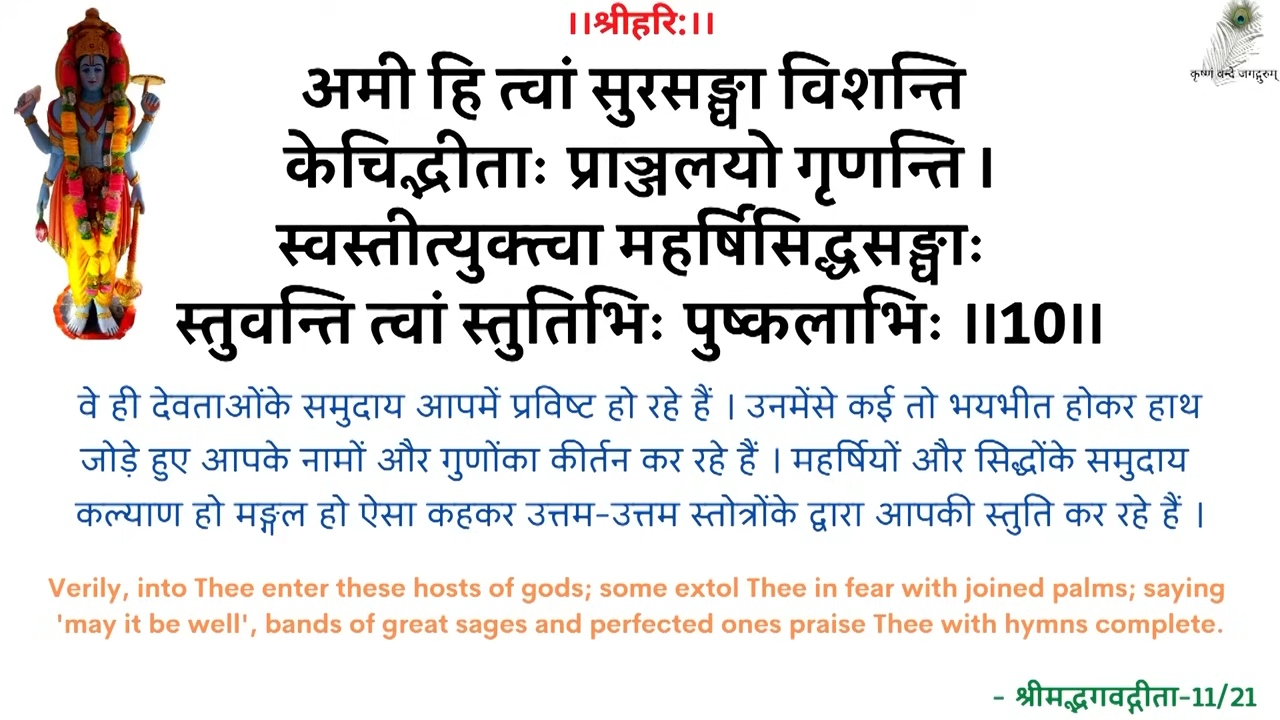 ।।श्रीहरि:।।
कृष्णं वन्दे जगद्गुरुम्
अमी हि त्वां सुरसङ्घा विशन्ति
केचिद्भीताः प्राञ्जलयो गृणन्ति ।
स्वस्तीत्युक्त्वा महर्षिसिद्धसङ्घाः
स्तुवन्ति त्वां स्तुतिभिः पुष्कलाभिः ।।10।।
वे ही देवताओंके समुदाय आपमें प्रविष्ट हो रहे हैं । उनमेंसे कई तो भयभीत होकर हाथ
जोड़े हुए आपके नामों और गुणोंका कीर्तन कर रहे हैं । महर्षियों और सिद्धोंके समुदाय
कल्याण हो मङ्गल हो ऐसा कहकर उत्तम-उत्तम स्तोत्रोंके द्वारा आपकी स्तुति कर रहे हैं ।
Verily, into Thee enter these hosts of gods; some extol Thee in fear with joined palms; saying
'may it be well', bands of great sages and perfected ones praise Thee with hymns complete.
- श्रीमद्भगवद्गीता-11/21